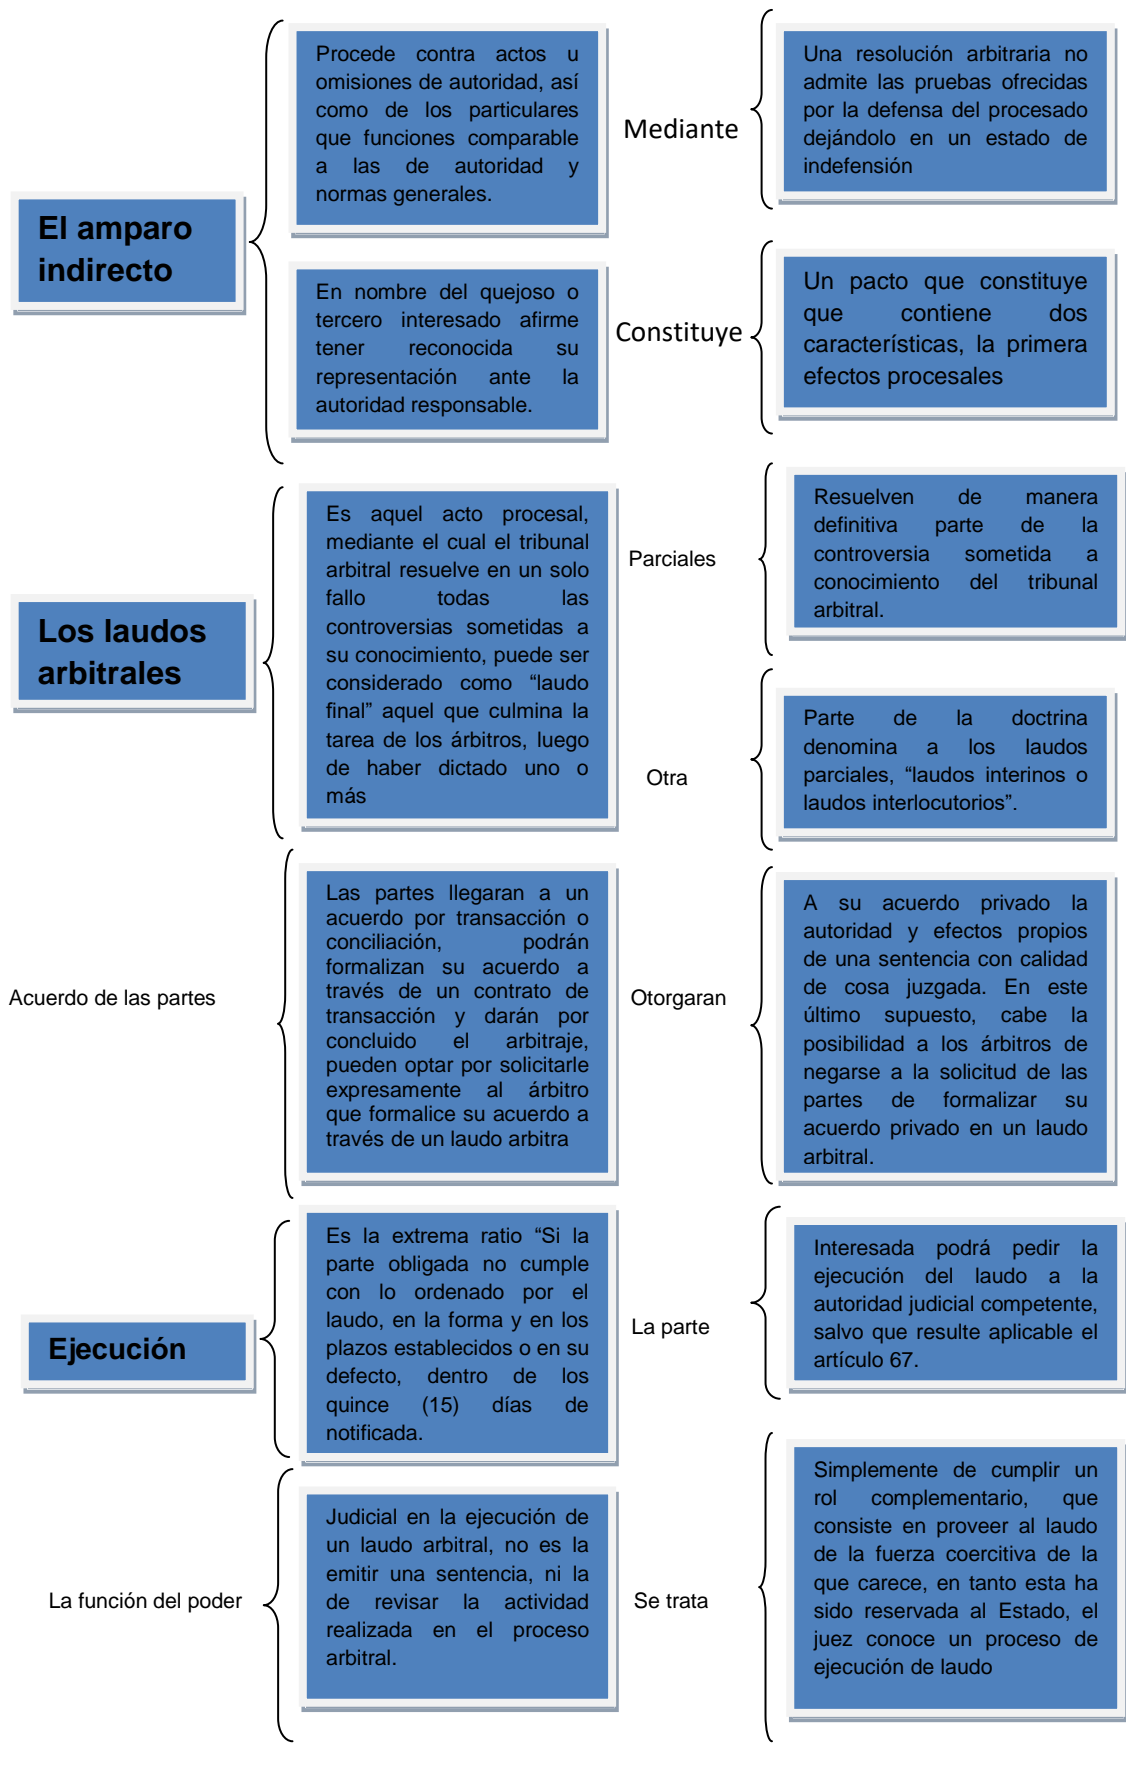 El amparo
indirecto
Procede contra actos u
omisiones de autoridad, así
como de los particulares
que funciones comparable
a las de autoridad y
normas generales.
Mediante
Una resolución arbitraria no
admite las pruebas ofrecidas
por la defensa del procesado
dejándolo en un estado de
indefensión
En nombre del quejoso o
tercero interesado afirme
tener reconocida su
representación ante la
autoridad responsable.
Constituye
Un pacto que constituye
que contiene dos
características, la primera
efectos procesales
Los laudos
arbitrales
Es aquel acto procesal,
mediante el cual el tribunal
arbitral resuelve en un solo
fallo todas las
controversias sometidas a
su conocimiento, puede ser
considerado como “laudo
final” aquel que culmina la
tarea de los árbitros, luego
de haber dictado uno o
más
Parciales
Resuelven de manera
definitiva parte de la
controversia sometida a
conocimiento del tribunal
arbitral.
Otra
Parte de la doctrina
denomina a los laudos
parciales, “laudos interinos o
laudos interlocutorios”.
Acuerdo de las partes
Las partes llegaran a un
acuerdo por transacción o
conciliación, podrán
formalizan su acuerdo a
través de un contrato de
transacción y darán por
concluido el arbitraje,
pueden optar por solicitarle
expresamente al árbitro
que formalice su acuerdo a
través de un laudo arbitra
Otorgaran
A su acuerdo privado la
autoridad y efectos propios
de una sentencia con calidad
de cosa juzgada. En este
último supuesto, cabe la
posibilidad a los árbitros de
negarse a la solicitud de las
partes de formalizar su
acuerdo privado en un laudo
arbitral.
Ejecución
Es la extrema ratio “Si la
parte obligada no cumple
con lo ordenado por el
laudo, en la forma y en los
plazos establecidos o en su
defecto, dentro de los
quince (15) días de
notificada.
La parte
Interesada podrá pedir la
ejecución del laudo a la
autoridad judicial competente,
salvo que resulte aplicable el
artículo 67.
La función del poder
Judicial en la ejecución de
un laudo arbitral, no es la
emitir una sentencia, ni la
de revisar la actividad
realizada en el proceso
arbitral.
Se trata
Simplemente de cumplir un
rol complementario, que
consiste en proveer al laudo
de la fuerza coercitiva de la
que carece, en tanto esta ha
sido reservada al Estado, el
juez conoce un proceso de
ejecución de laudo